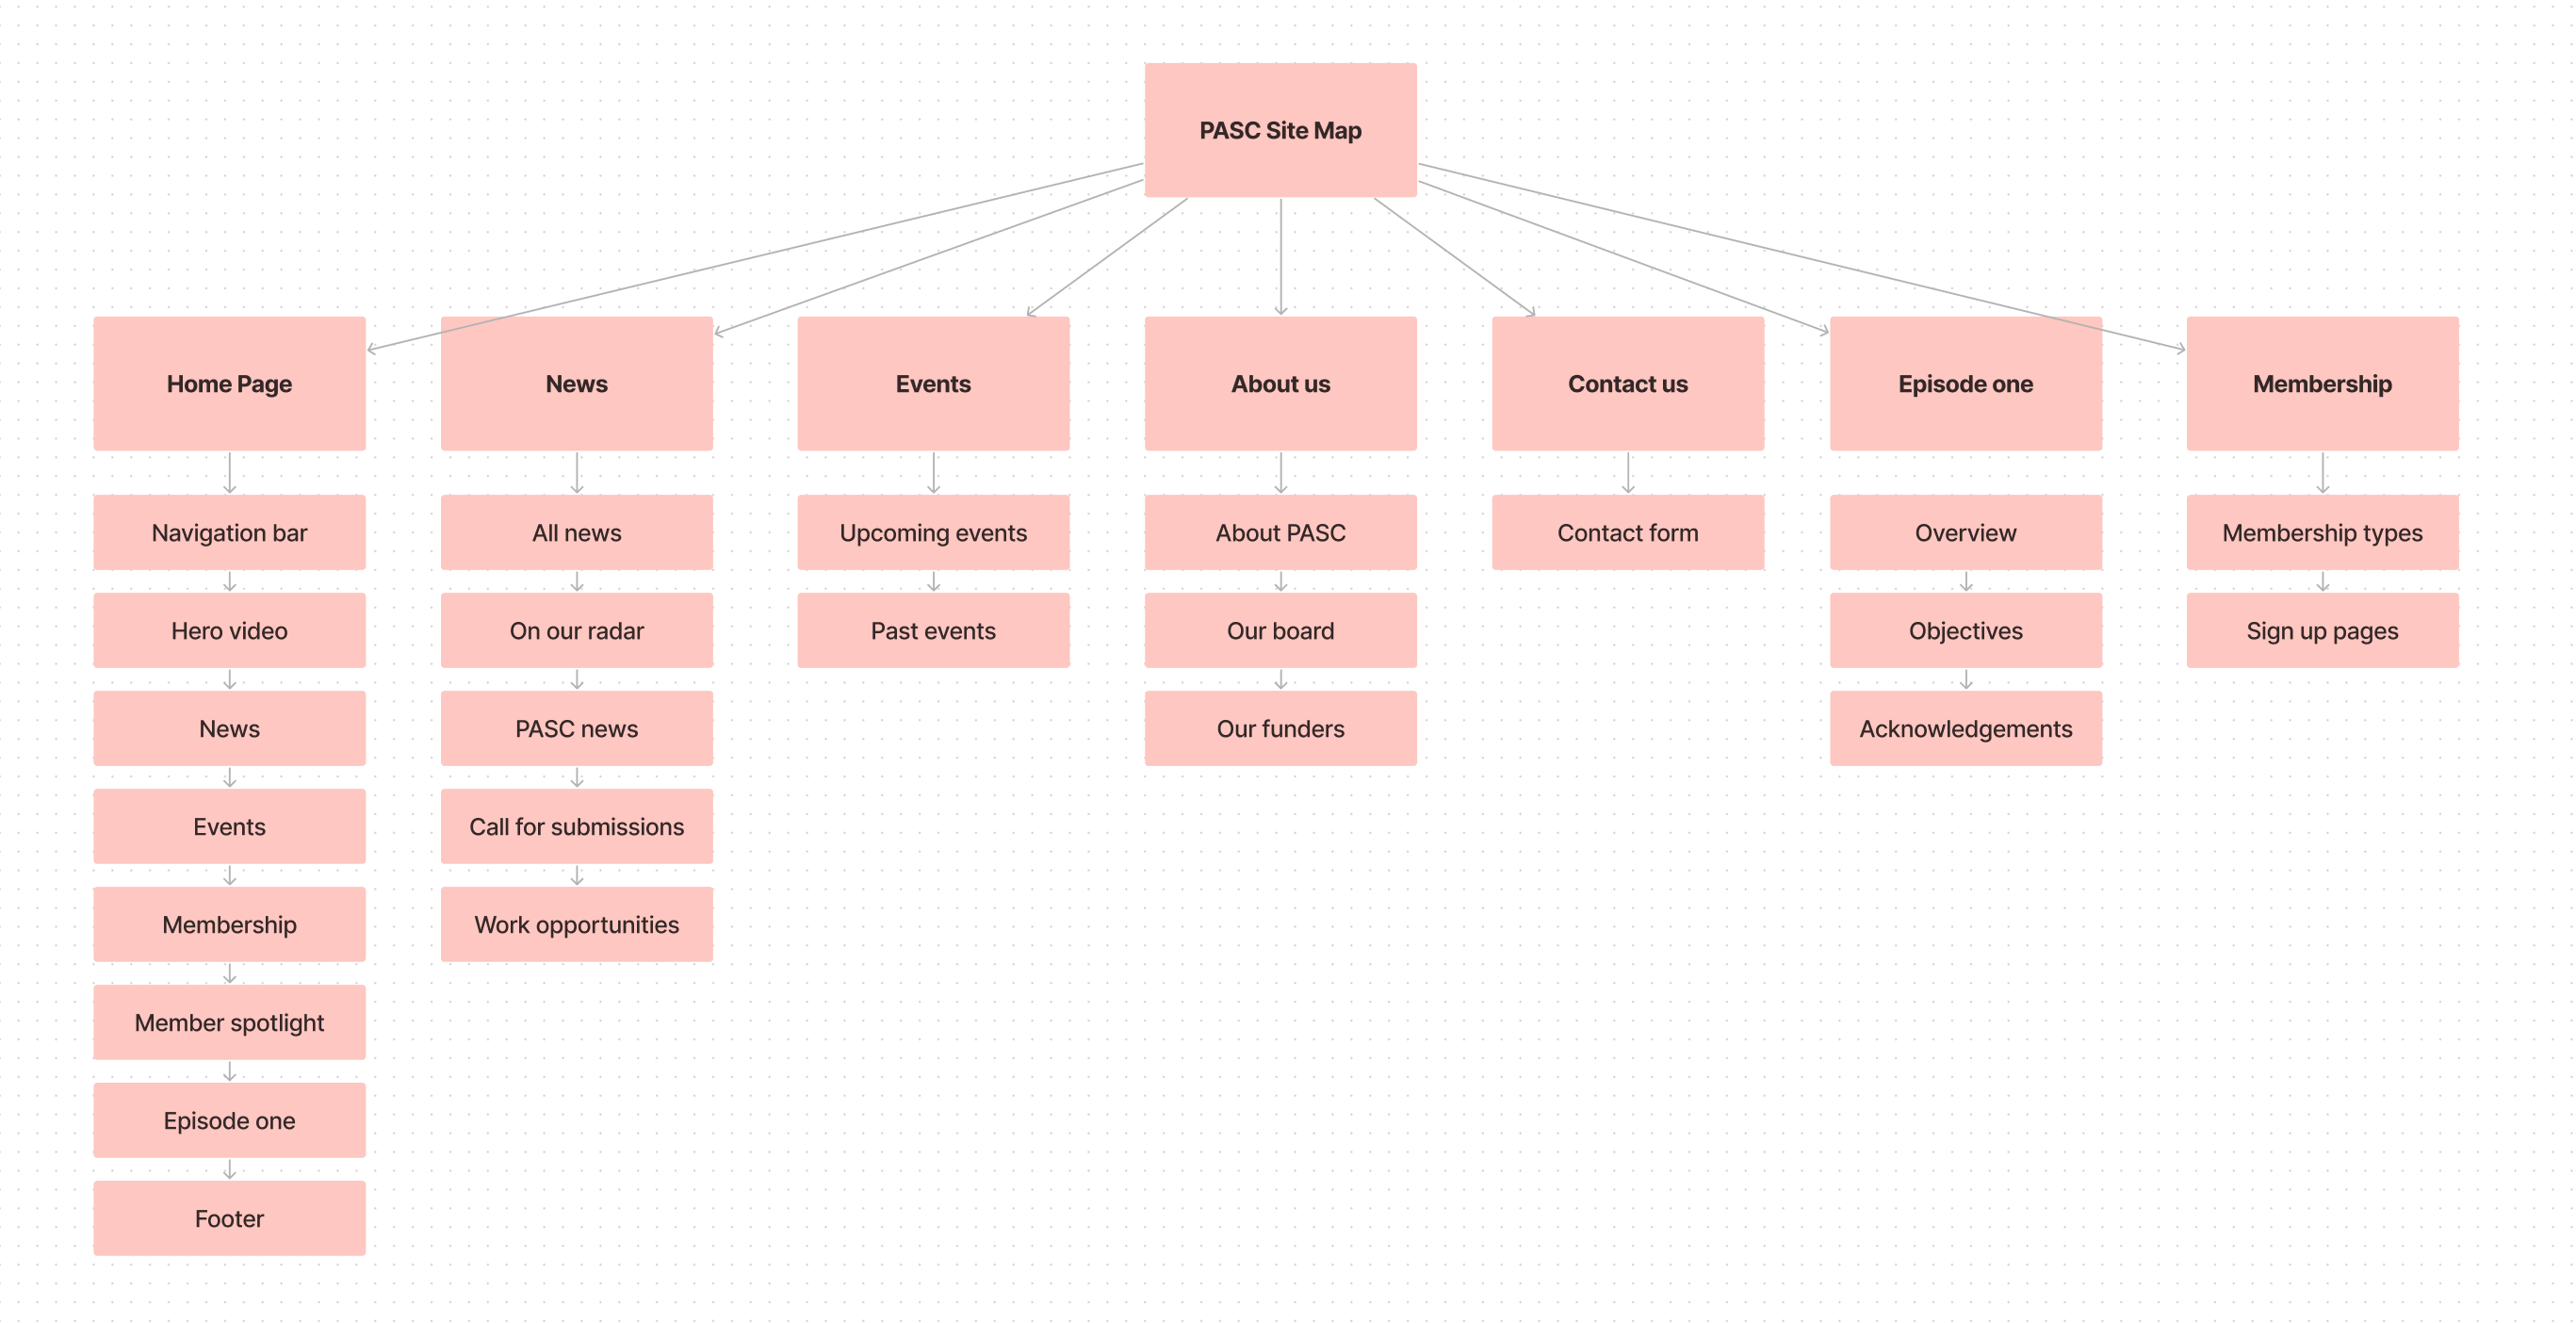 PASC Site Map
Home Page
News
Events
About us
Contact us
Episode one
Membership
Navigation bar
Hero video
News
Events
Membership
Member spotlight
Episode one
Footer
All news
On our radar
PASC news
Call for submissions
Work opportunities
Upcoming events
Past events
About PASC
Our board
Our funders
Contact form
Overview
Objectives
Acknowledgements
Membership types
Sign up pages